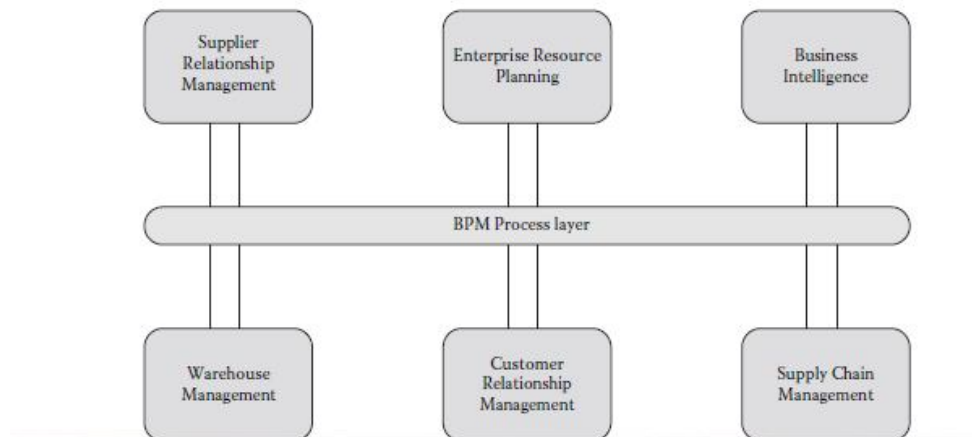 Supplier
Relationship
Management
Enterprise Resource
Planning
Business
Intelligence
BPM Process layer
Warehouse
Management
Customer
Relationship
Management
Supply Chain
Management